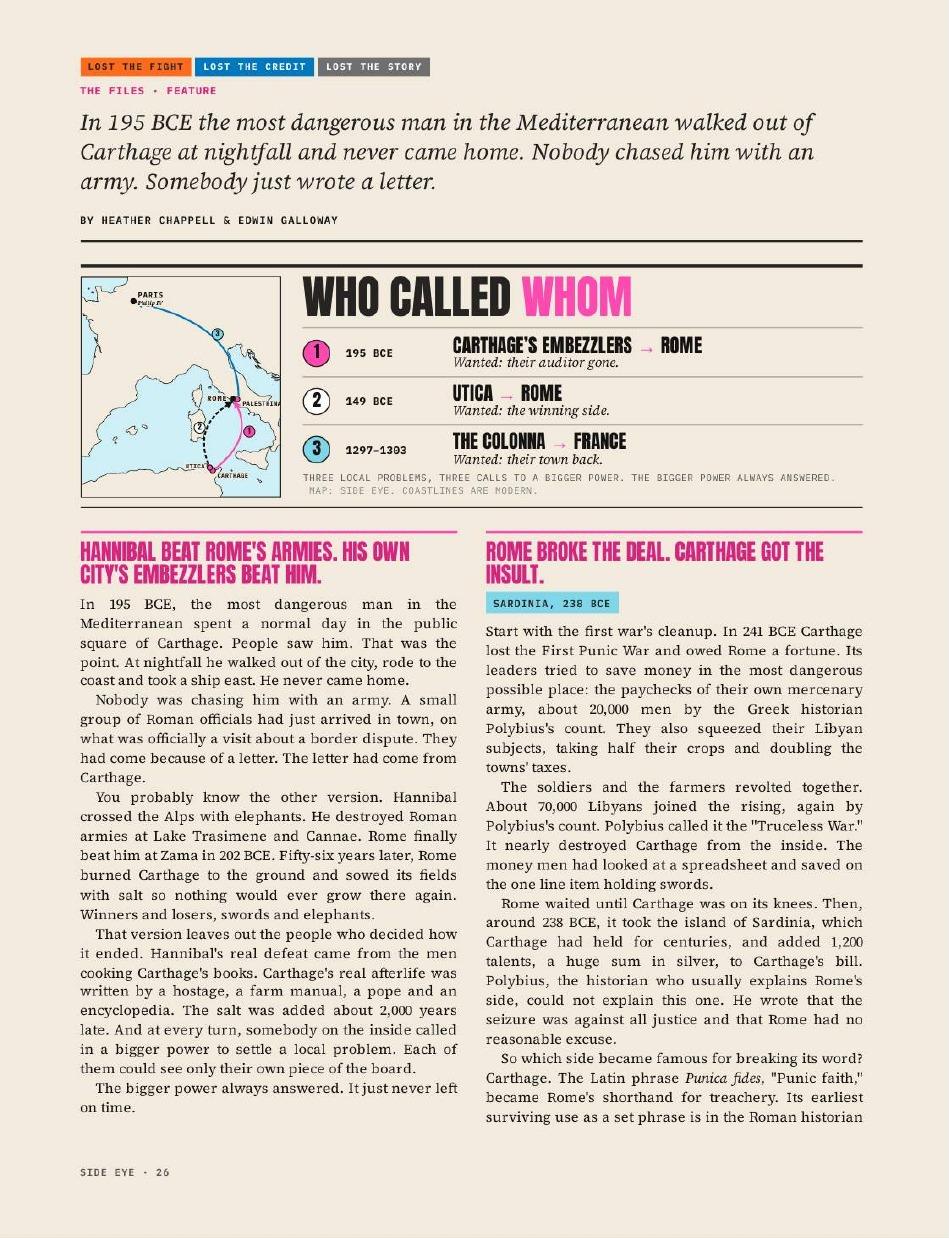 LOST THE FIGHT
LOST THE CREDIT
LOST THE STORY
THE FILES · FEATURE
In 195 BCE the most dangerous man in the Mediterranean walked out of
Carthage at nightfall and never came home. Nobody chased him with an
army. Somebody just wrote a letter.
BY HEATHER CHAPPELL & EDWIN GALLOWAY
PARIS
Philip IV
3
ROME
PALESTRINA
2
1
UTICA
CARTHAGE
WHO CALLED WHOM
1 195 BCE CARTHAGE'S EMBEZZLERS → ROME
Wanted: their auditor gone.
2 149 BCE UTICA → ROME
Wanted: the winning side.
3 1297–1303 THE COLONNA → FRANCE
Wanted: their town back.
THREE LOCAL PROBLEMS, THREE CALLS TO A BIGGER POWER. THE BIGGER POWER ALWAYS ANSWERED.
MAP: SIDE EYE. COASTLINES ARE MODERN.
HANNIBAL BEAT ROME'S ARMIES. HIS OWN
CITY'S EMBEZZLERS BEAT HIM.
In 195 BCE, the most dangerous man in the
Mediterranean spent a normal day in the public
square of Carthage. People saw him. That was the
point. At nightfall he walked out of the city, rode to the
coast and took a ship east. He never came home.
Nobody was chasing him with an army. A small
group of Roman officials had just arrived in town, on
what was officially a visit about a border dispute. They
had come because of a letter. The letter had come from
Carthage.
You probably know the other version. Hannibal
crossed the Alps with elephants. He destroyed Roman
armies at Lake Trasimene and Cannae. Rome finally
beat him at Zama in 202 BCE. Fifty-six years later, Rome
burned Carthage to the ground and sowed its fields
with salt so nothing would ever grow there again.
Winners and losers, swords and elephants.
That version leaves out the people who decided how
it ended. Hannibal's real defeat came from the men
cooking Carthage's books. Carthage's real afterlife was
written by a hostage, a farm manual, a pope and an
encyclopedia. The salt was added about 2,000 years
late. And at every turn, somebody on the inside called
in a bigger power to settle a local problem. Each of
them could see only their own piece of the board.
The bigger power always answered. It just never left
on time.
ROME BROKE THE DEAL. CARTHAGE GOT THE
INSULT.
SARDINIA, 238 BCE
Start with the first war's cleanup. In 241 BCE Carthage
lost the First Punic War and owed Rome a fortune. Its
leaders tried to save money in the most dangerous
possible place: the paychecks of their own mercenary
army, about 20,000 men by the Greek historian
Polybius's count. They also squeezed their Libyan
subjects, taking half their crops and doubling the
towns' taxes.
The soldiers and the farmers revolted together.
About 70,000 Libyans joined the rising, again by
Polybius's count. Polybius called it the "Truceless War."
It nearly destroyed Carthage from the inside. The
money men had looked at a spreadsheet and saved on
the one line item holding swords.
Rome waited until Carthage was on its knees. Then,
around 238 BCE, it took the island of Sardinia, which
Carthage had held for centuries, and added 1,200
talents, a huge sum in silver, to Carthage's bill.
Polybius, the historian who usually explains Rome's
side, could not explain this one. He wrote that the
seizure was against all justice and that Rome had no
reasonable excuse.
So which side became famous for breaking its word?
Carthage. The Latin phrase Punica fides, "Punic faith,"
became Rome's shorthand for treachery. Its earliest
surviving use as a set phrase is in the Roman historian
SIDE EYE · 26